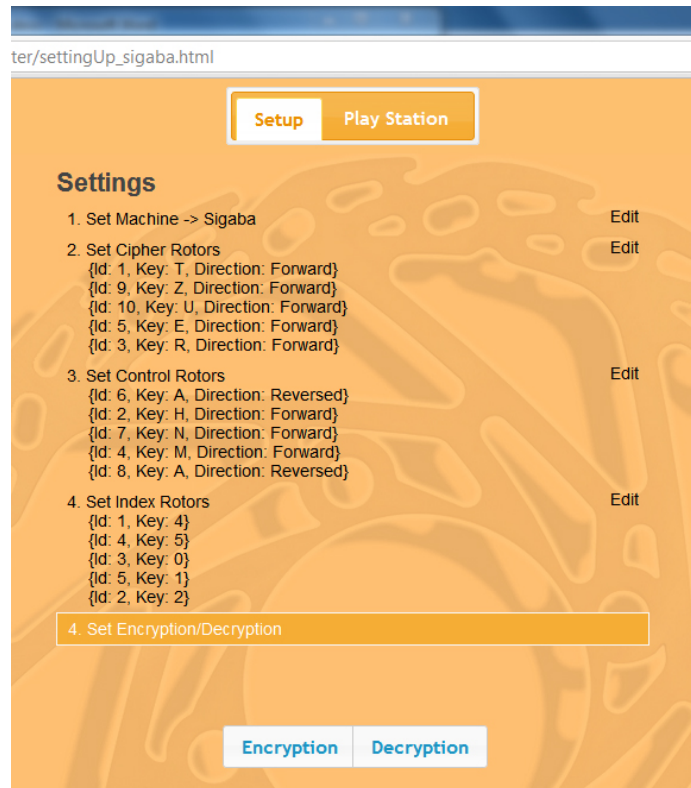 ter/settingUp_sigaba.html
Setup Play Station
Settings
1. Set Machine -> Sigaba Edit
2. Set Cipher Rotors Edit
{Id: 1, Key: T, Direction: Forward}
{Id: 9, Key: Z, Direction: Forward}
{Id: 10, Key: U, Direction: Forward}
{Id: 5, Key: E, Direction: Forward}
{Id: 3, Key: R, Direction: Forward}
3. Set Control Rotors Edit
{Id: 6, Key: A, Direction: Reversed}
{Id: 2, Key: H, Direction: Forward}
{Id: 7, Key: N, Direction: Forward}
{Id: 4, Key: M, Direction: Forward}
{Id: 8, Key: A, Direction: Reversed}
4. Set Index Rotors Edit
{Id: 1, Key: 4}
{Id: 4, Key: 5}
{Id: 3, Key: 0}
{Id: 5, Key: 1}
{Id: 2, Key: 2}
4. Set Encryption/Decryption
Encryption Decryption